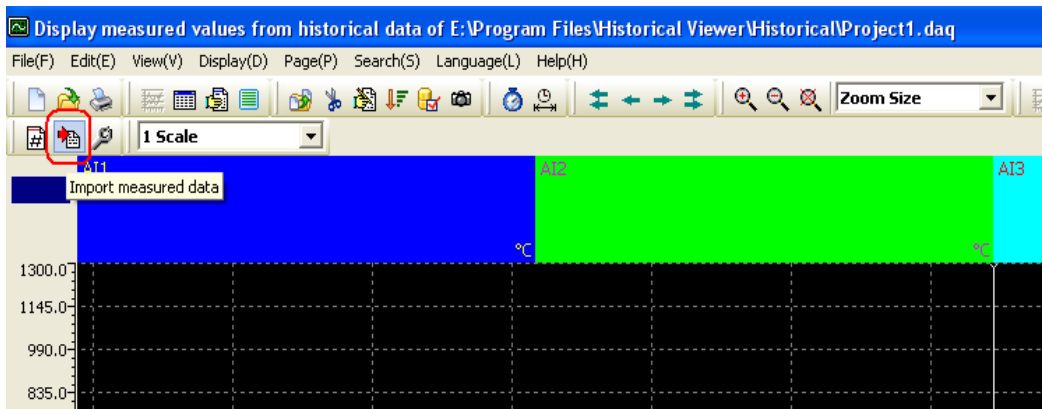 Display measured values from historical data of E:\Program Files\Historical Viewer\Historical\Project1.daq
File(F) Edit(E) View(V) Display(D) Page(P) Search(S) Language(L) Help(H)
Zoom Size
1 Scale
AI1 AI2 AI3
Import measured data
°C °C
1300.0
1145.0
990.0
835.0